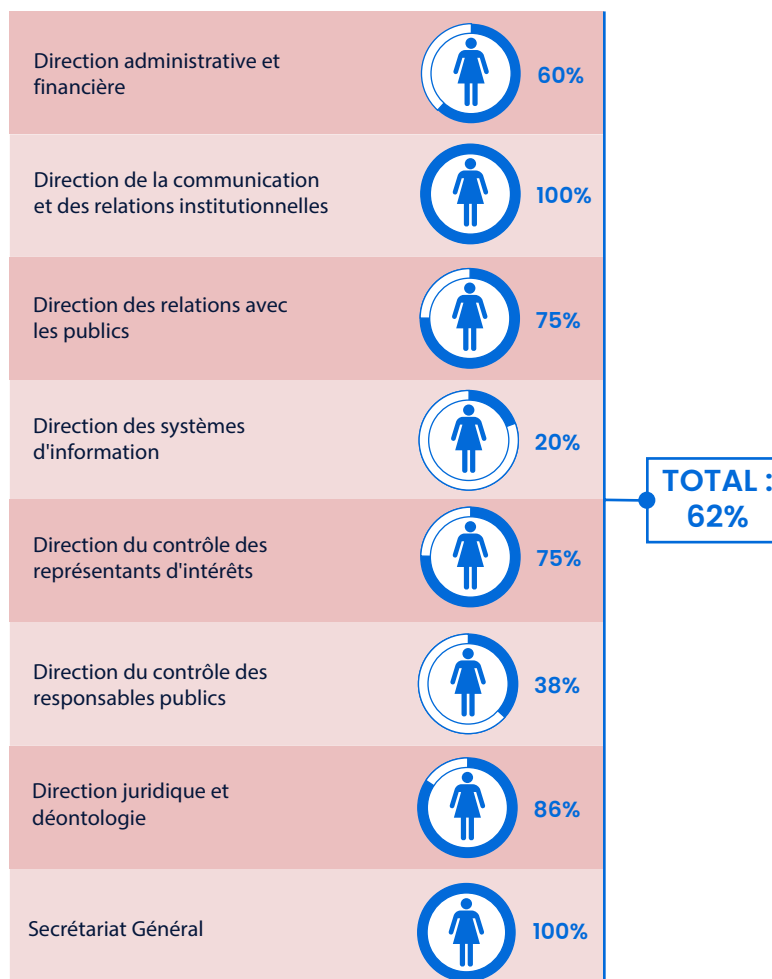 Direction administrative et
financière
60%
Direction de la communication
et des relations institutionnelles
100%
Direction des relations avec
les publics
75%
Direction des systèmes
d'information
20%
Direction du contrôle des
représentants d'intérêts
75%
Direction du contrôle des
responsables publics
38%
Direction juridique et
déontologie
86%
Secrétariat Général
100%
TOTAL :
62%